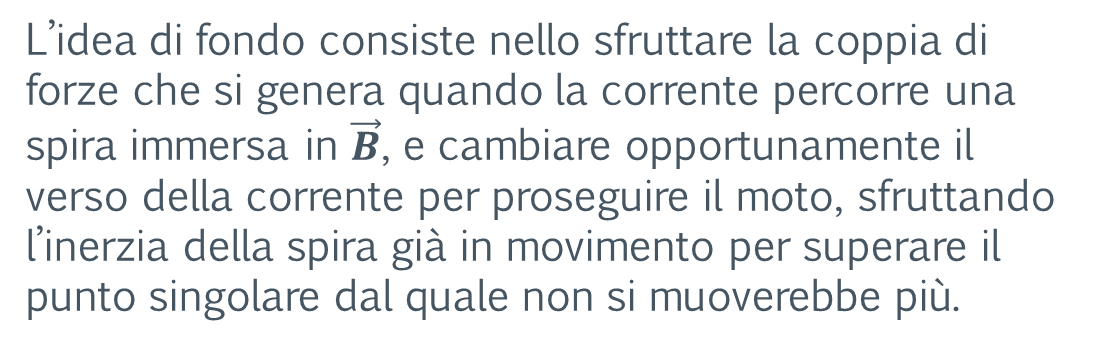 L’idea di fondo consiste nello sfruttare la coppia di
forze che si genera quando la corrente percorre una
spira immersa in $\vec{B}$, e cambiare opportunamente il
verso della corrente per proseguire il moto, sfruttando
l’inerzia della spira già in movimento per superare il
punto singolare dal quale non si muoverebbe più.